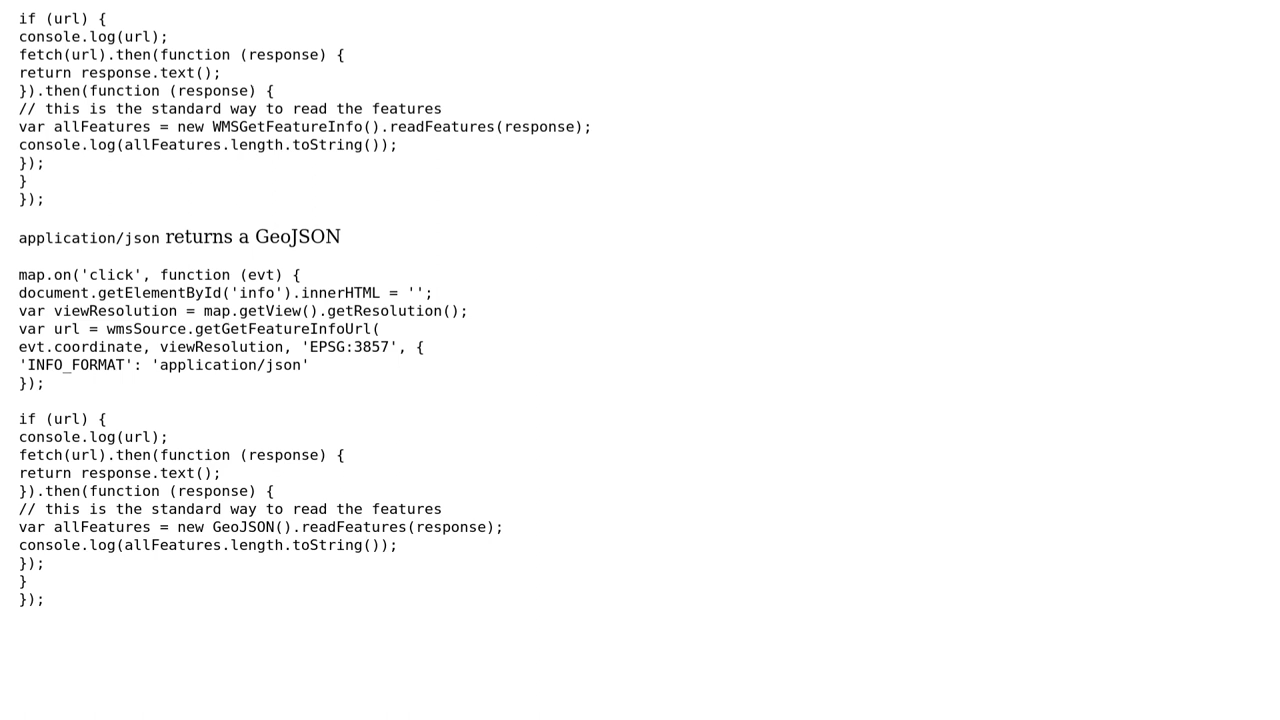 if (url) {
console.log(url);
fetch(url).then(function (response) {
return response.text();
}).then(function (response) {
// this is the standard way to read the features
var allFeatures = new WMSGetFeatureInfo().readFeatures(response);
console.log(allFeatures.length.toString());
});
}
});
application/json returns a GeoJSON
map.on('click', function (evt) {
document.getElementById('info').innerHTML = '';
var viewResolution = map.getView().getResolution();
var url = wmsSource.getGetFeatureInfoUrl(
evt.coordinate, viewResolution, 'EPSG:3857', {
'INFO_FORMAT': 'application/json'
});
if (url) {
console.log(url);
fetch(url).then(function (response) {
return response.text();
}).then(function (response) {
// this is the standard way to read the features
var allFeatures = new GeoJSON().readFeatures(response);
console.log(allFeatures.length.toString());
});
}
});